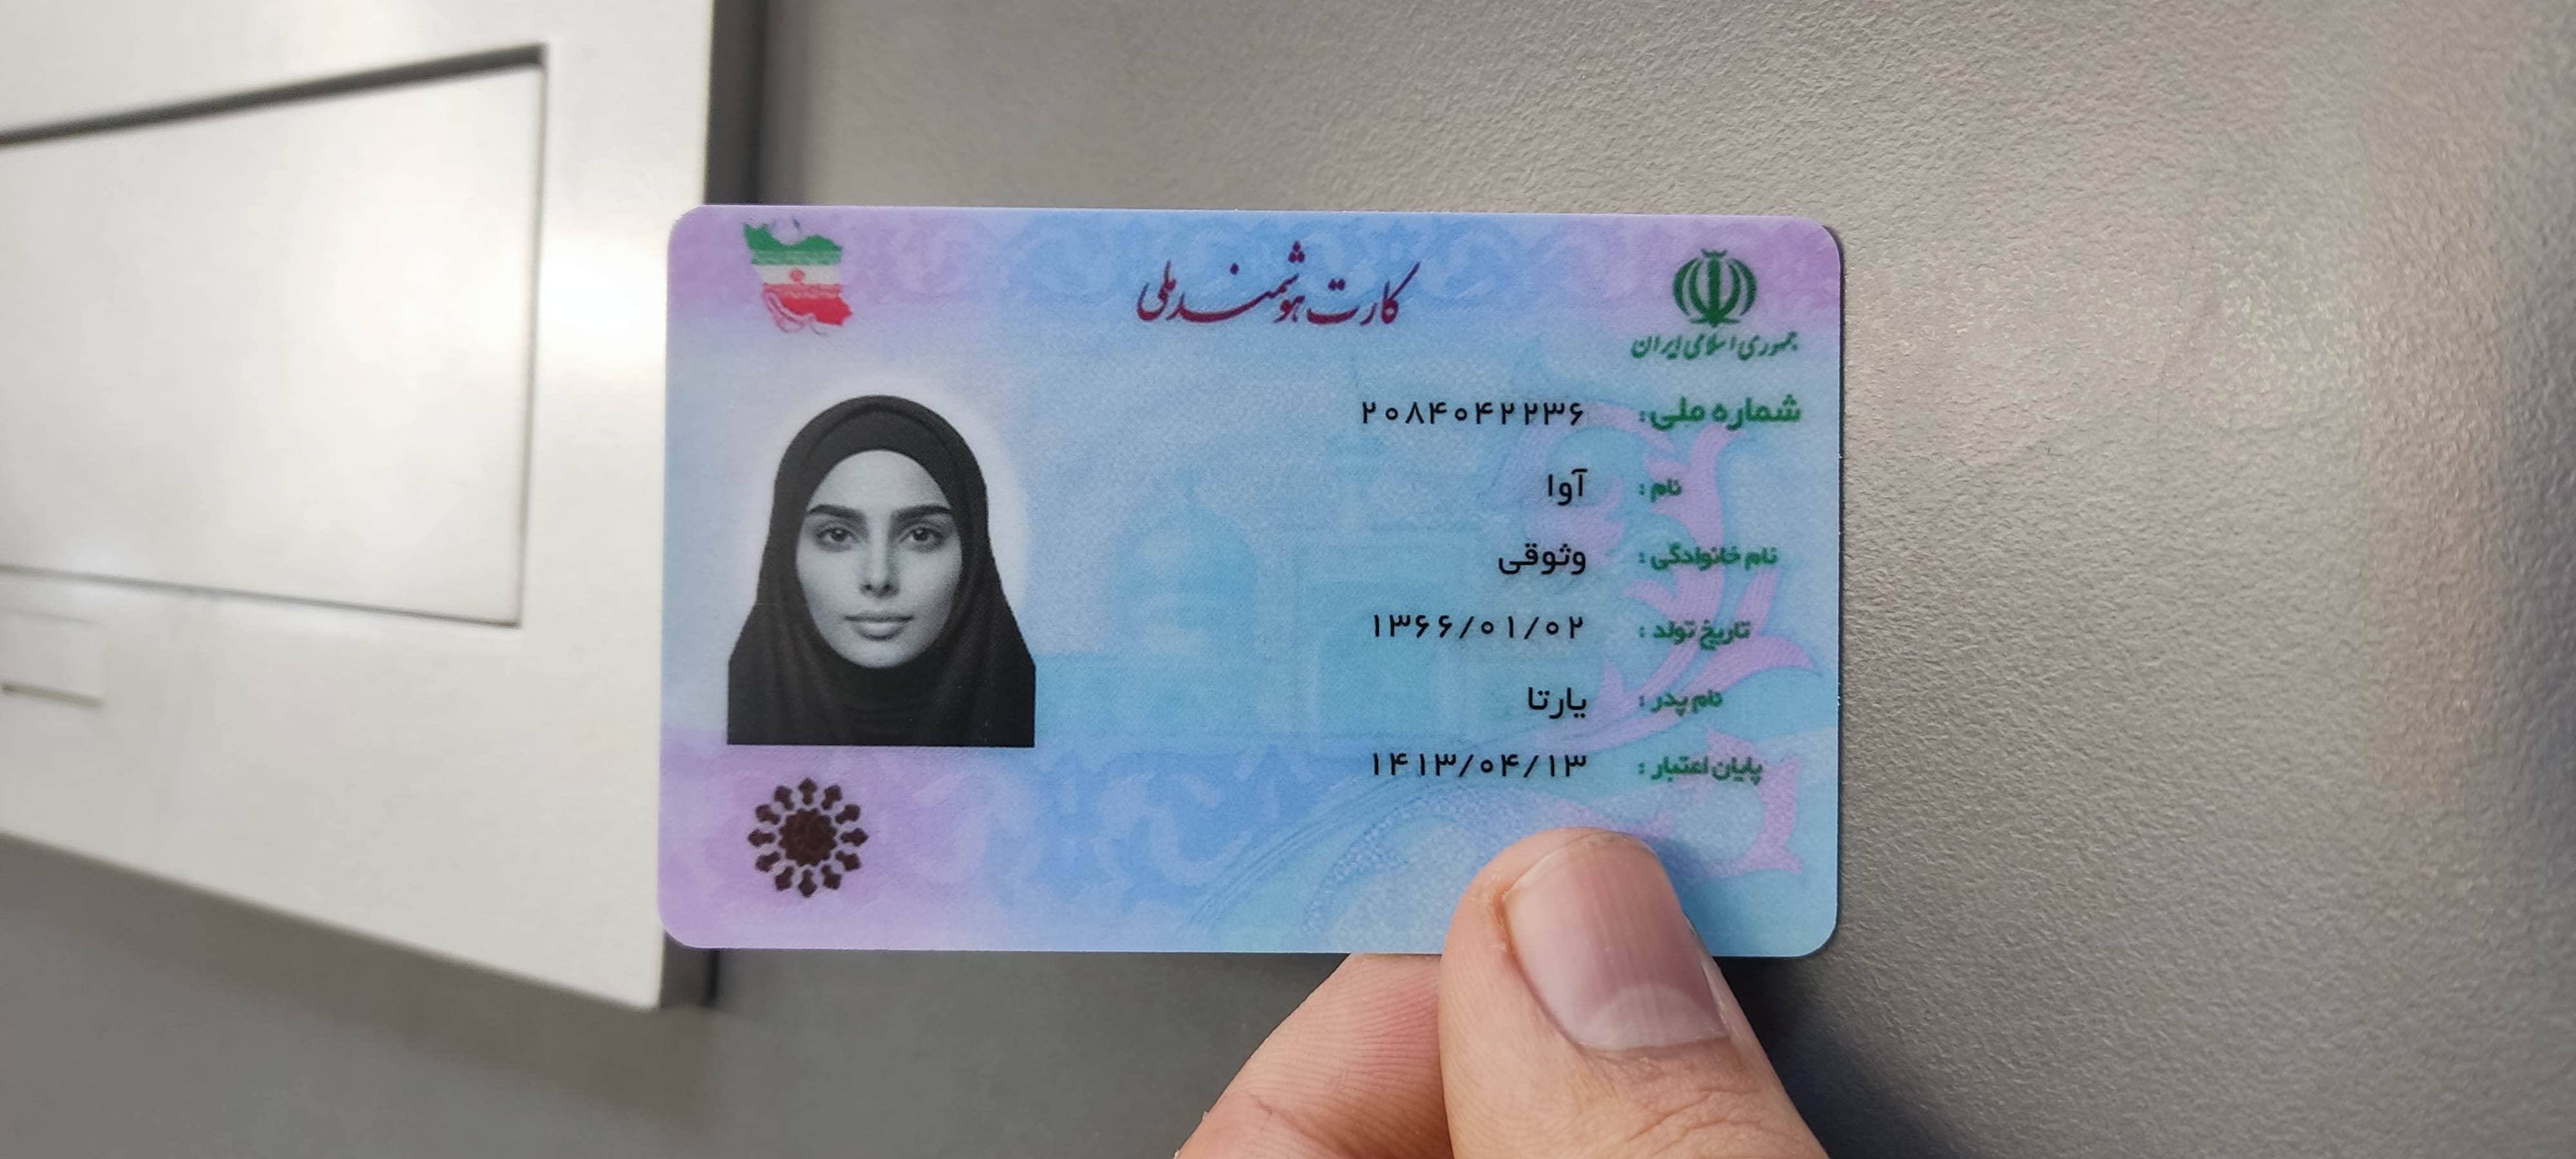 کارت هوشمند ملی
جمهوری اسلامی ایران
شماره ملی: ۲۰۸۴۰۴۲۲۳۶
نام: آوا
نام خانوادگی: وثوقی
تاریخ تولد: ۱۳۶۶/۰۱/۰۲
نام پدر: یارتا
پایان اعتبار: ۱۴۱۳/۰۴/۱۳